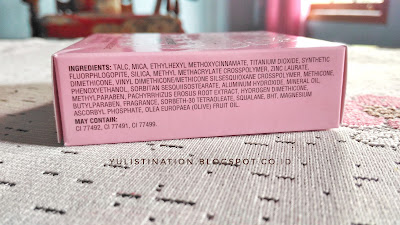 INGREDIENTS: TALC, MICA, ETHYLHEXYL METHOXYCINNAMATE, TITANIUM DIOXIDE, SYNTHETIC
FLUORPHLOGOPITE, SILICA, METHYL METHACRYLATE CROSSPOLYMER, ZINC LAURATE,
DIMETHICONE, VINYL DIMETHICONE/METHICONE SILSESQUIOXANE CROSSPOLYMER, METHICONE,
PHENOXYETHANOL, SORBITAN SESQUIISOSTEARATE, ALUMINUM HYDROXIDE, MINERAL OIL,
METHYLPARABEN, PACHYRRHIZUS EROSUS ROOT EXTRACT, HYDROGEN DIMETHICONE,
BUTYLPARABEN, FRAGRANCE, SORBETH-30 TETRAOLEATE, SQUALANE, BHT, MAGNESIUM
ASCORBYL PHOSPHATE, OLEA EUROPAEA (OLIVE) FRUIT OIL.
MAY CONTAIN:
CI 77492, CI 77491, CI 77499.
YULISTINATION.BLOGSPOT.CO.ID